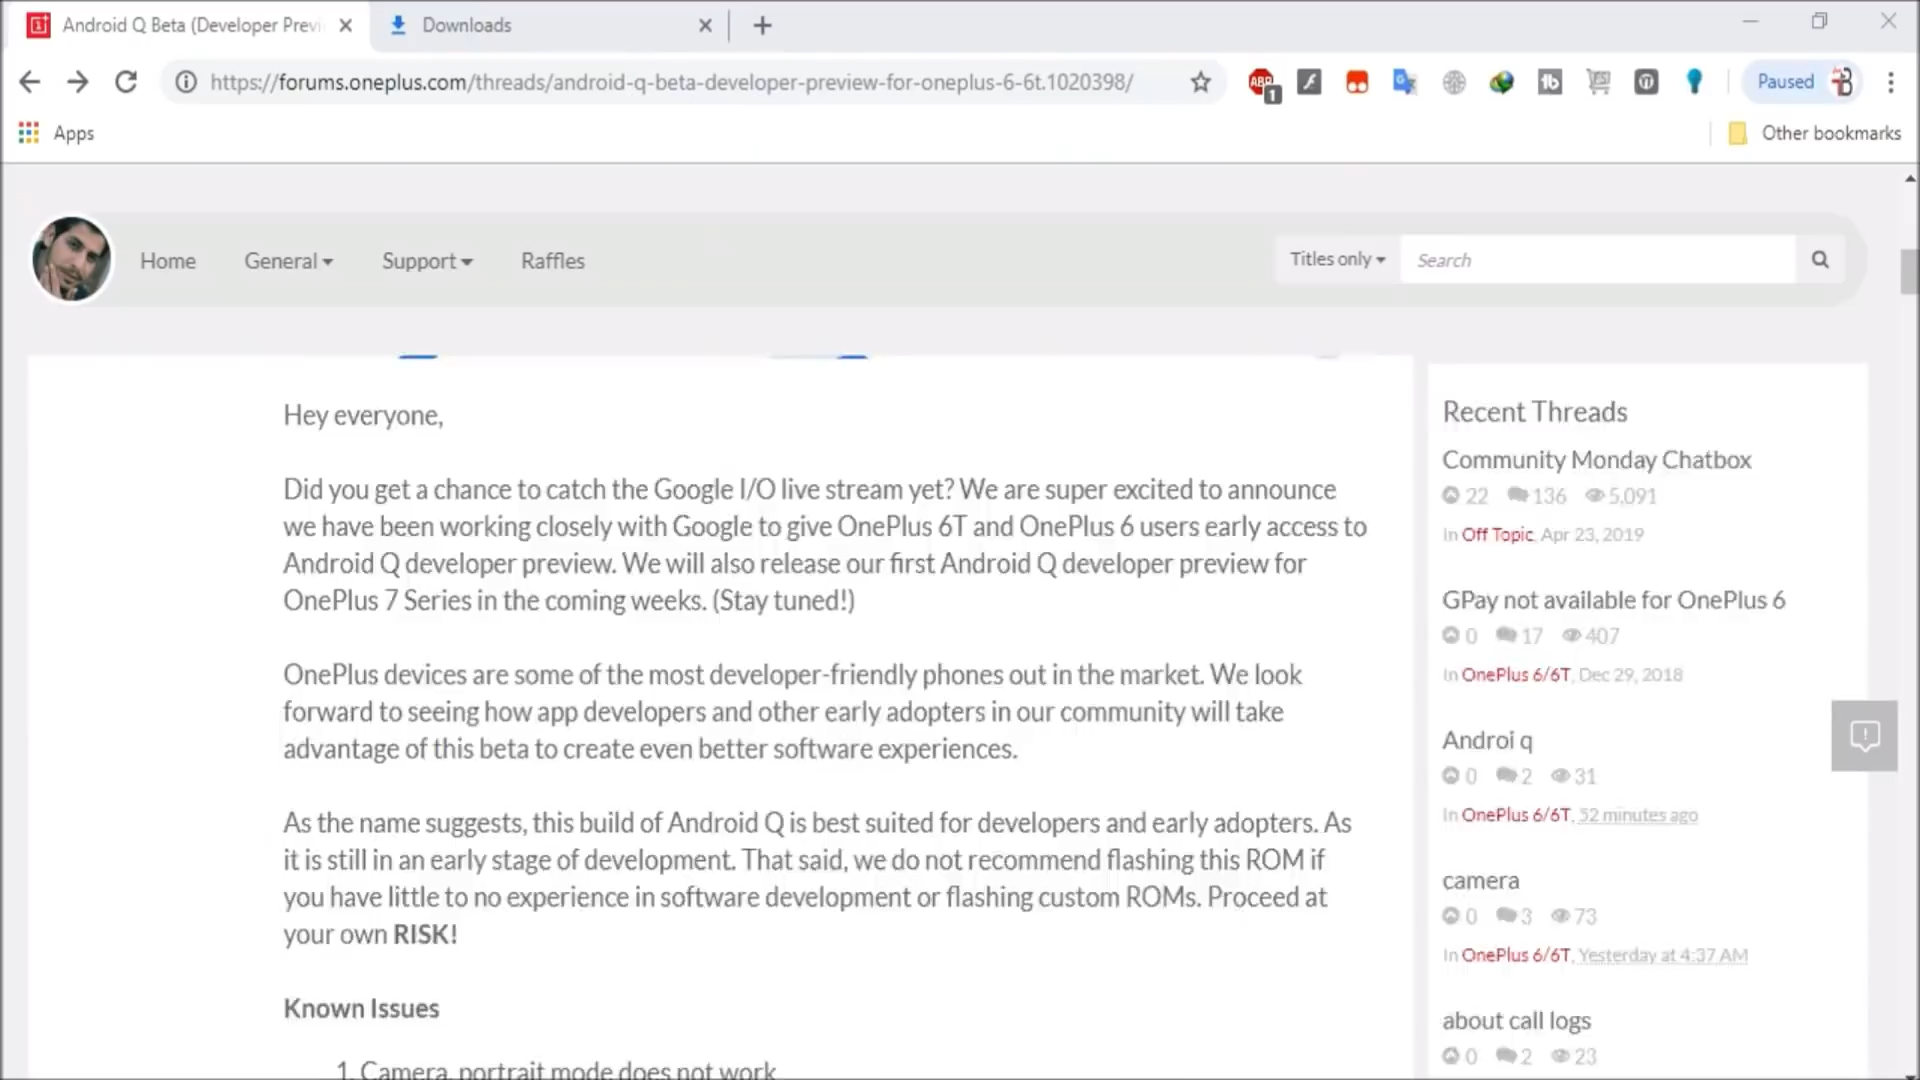 Android Q Beta (Developer Previ
Downloads
https://forums.oneplus.com/threads/android-q-beta-developer-preview-for-oneplus-6-6t.1020398/
ABP
1
Paused
Apps
Other bookmarks
Home
General
Support
Raffles
Titles only
Search
Hey everyone,
Did you get a chance to catch the Google I/O live stream yet? We are super excited to announce
we have been working closely with Google to give OnePlus 6T and OnePlus 6 users early access to
Android Q developer preview. We will also release our first Android Q developer preview for
OnePlus 7 Series in the coming weeks. (Stay tuned!)
OnePlus devices are some of the most developer-friendly phones out in the market. We look
forward to seeing how app developers and other early adopters in our community will take
advantage of this beta to create even better software experiences.
As the name suggests, this build of Android Q is best suited for developers and early adopters. As
it is still in an early stage of development. That said, we do not recommend flashing this ROM if
you have little to no experience in software development or flashing custom ROMs. Proceed at
your own RISK!
Known Issues
1. Camera, portrait mode does not work
Recent Threads
Community Monday Chatbox
22 136 5,091
In Off Topic, Apr 23, 2019
GPay not available for OnePlus 6
0 17 407
In OnePlus 6/6T, Dec 29, 2018
Androi q
0 2 31
In OnePlus 6/6T, 52 minutes ago
camera
0 3 73
In OnePlus 6/6T, Yesterday at 4:37 AM
about call logs
0 2 23